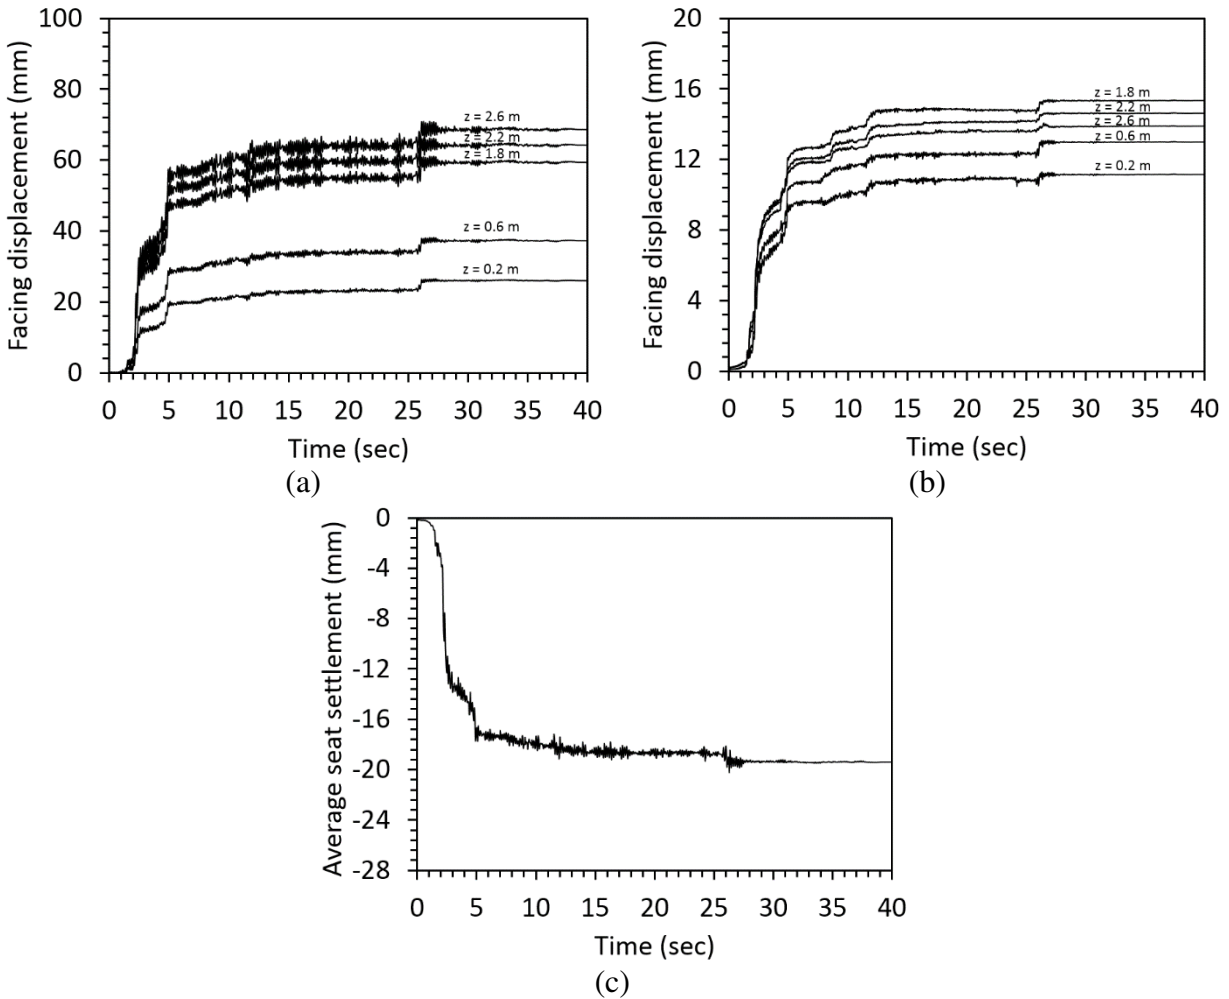 Facing displacement (mm)
100
80
60
40
20
0
z = 2.6 m
z = 2.2 m
z = 1.8 m
z = 0.6 m
z = 0.2 m
0 5 10 15 20 25 30 35 40
Time (sec)
(a)
Facing displacement (mm)
20
16
12
8
4
0
z = 1.8 m
z = 2.2 m
z = 2.6 m
z = 0.6 m
z = 0.2 m
0 5 10 15 20 25 30 35 40
Time (sec)
(b)
Average seat settlement (mm)
0
-4
-8
-12
-16
-20
-24
-28
0 5 10 15 20 25 30 35 40
Time (sec)
(c)